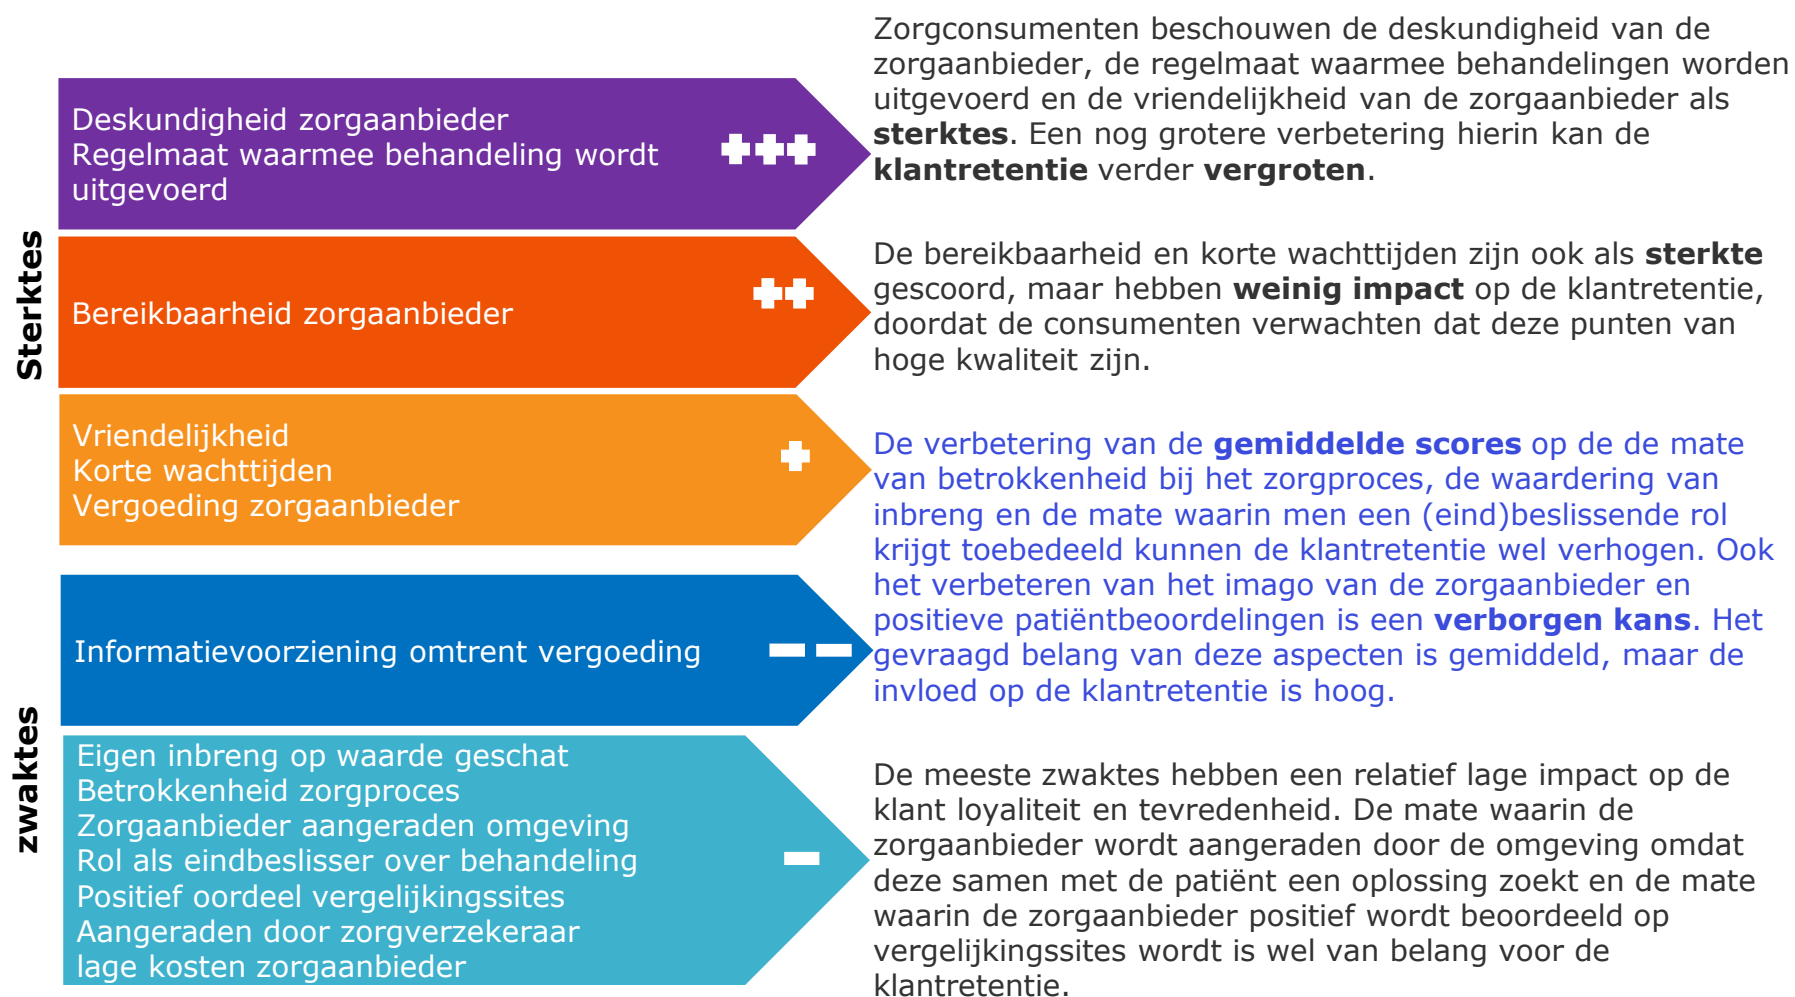 Sterktes
Deskundigheid zorgaanbieder
Regelmaat waarmee behandeling wordt
uitgevoerd
Bereikbaarheid zorgaanbieder
Vriendelijkheid
Korte wachttijden
Vergoeding zorgaanbieder
zwaktes
Informatievoorziening omtrent vergoeding
Eigen inbreng op waarde geschat
Betrokkenheid zorgproces
Zorgaanbieder aangeraden omgeving
Rol als eindbeslisser over behandeling
Positief oordeel vergelijkingssites
Aangeraden door zorgverzekeraar
lage kosten zorgaanbieder
Zorgconsumenten beschouwen de deskundigheid van de
zorgaanbieder, de regelmaat waarmee behandelingen worden
uitgevoerd en de vriendelijkheid van de zorgaanbieder als
sterktes. Een nog grotere verbetering hierin kan de
klantretentie verder vergroten.
De bereikbaarheid en korte wachttijden zijn ook als sterkte
gescoord, maar hebben weinig impact op de klantretentie,
doordat de consumenten verwachten dat deze punten van
hoge kwaliteit zijn.
De verbetering van de gemiddelde scores op de de mate
van betrokkenheid bij het zorgproces, de waardering van
inbreng en de mate waarin men een (eind)beslissende rol
krijgt toebedeeld kunnen de klantretentie wel verhogen. Ook
het verbeteren van het imago van de zorgaanbieder en
positieve patiëntbeoordelingen is een verborgen kans. Het
gevraagd belang van deze aspecten is gemiddeld, maar de
invloed op de klantretentie is hoog.
De meeste zwaktes hebben een relatief lage impact op de
klant loyaliteit en tevredenheid. De mate waarin de
zorgaanbieder wordt aangeraden door de omgeving omdat
deze samen met de patiënt een oplossing zoekt en de mate
waarin de zorgaanbieder positief wordt beoordeeld op
vergelijkingssites wordt is wel van belang voor de
klantretentie.